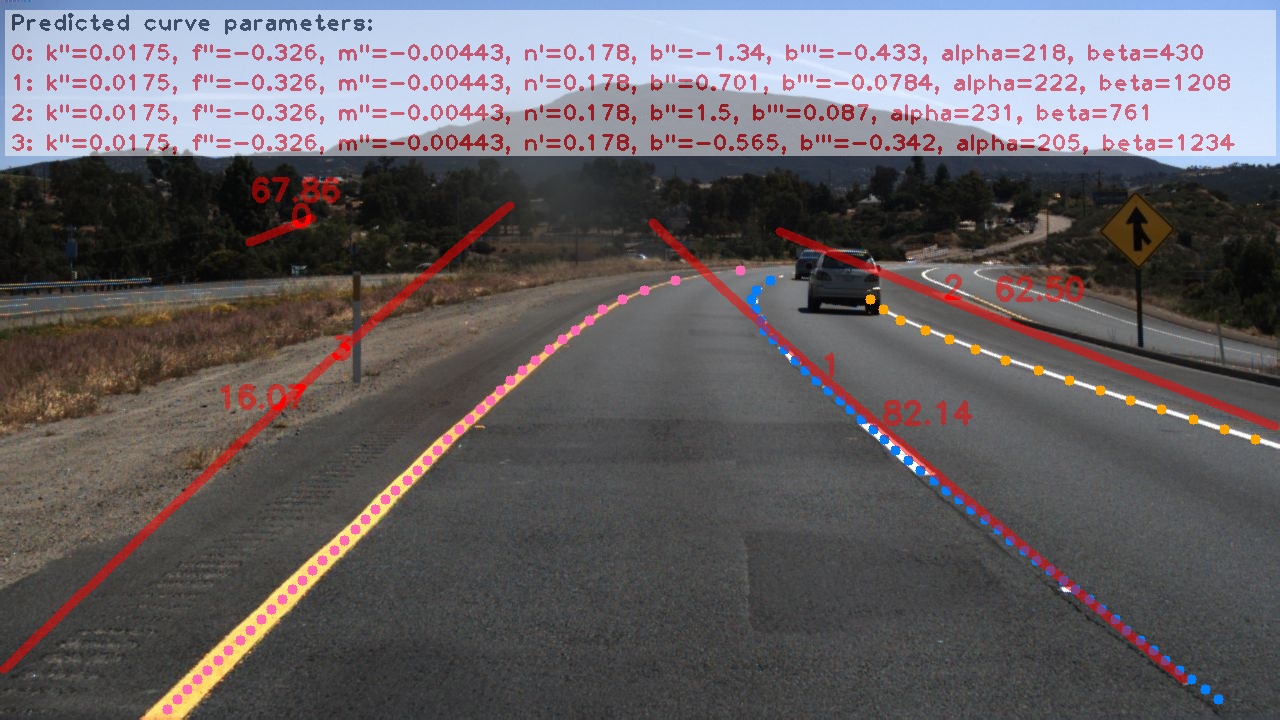 Predicted curve parameters:
0: k''=0.0175, f''=-0.326, m''=-0.00443, n'=0.178, b''=-1.34, b'''=-0.433, alpha=218, beta=430
1: k''=0.0175, f''=-0.326, m''=-0.00443, n'=0.178, b''=0.701, b'''=-0.0784, alpha=222, beta=1208
2: k''=0.0175, f''=-0.326, m''=-0.00443, n'=0.178, b''=1.5, b'''=0.087, alpha=231, beta=761
3: k''=0.0175, f''=-0.326, m''=-0.00443, n'=0.178, b''=-0.565, b'''=-0.342, alpha=205, beta=1234
67.86
0
2 62.50
3
1
16.07
82.14